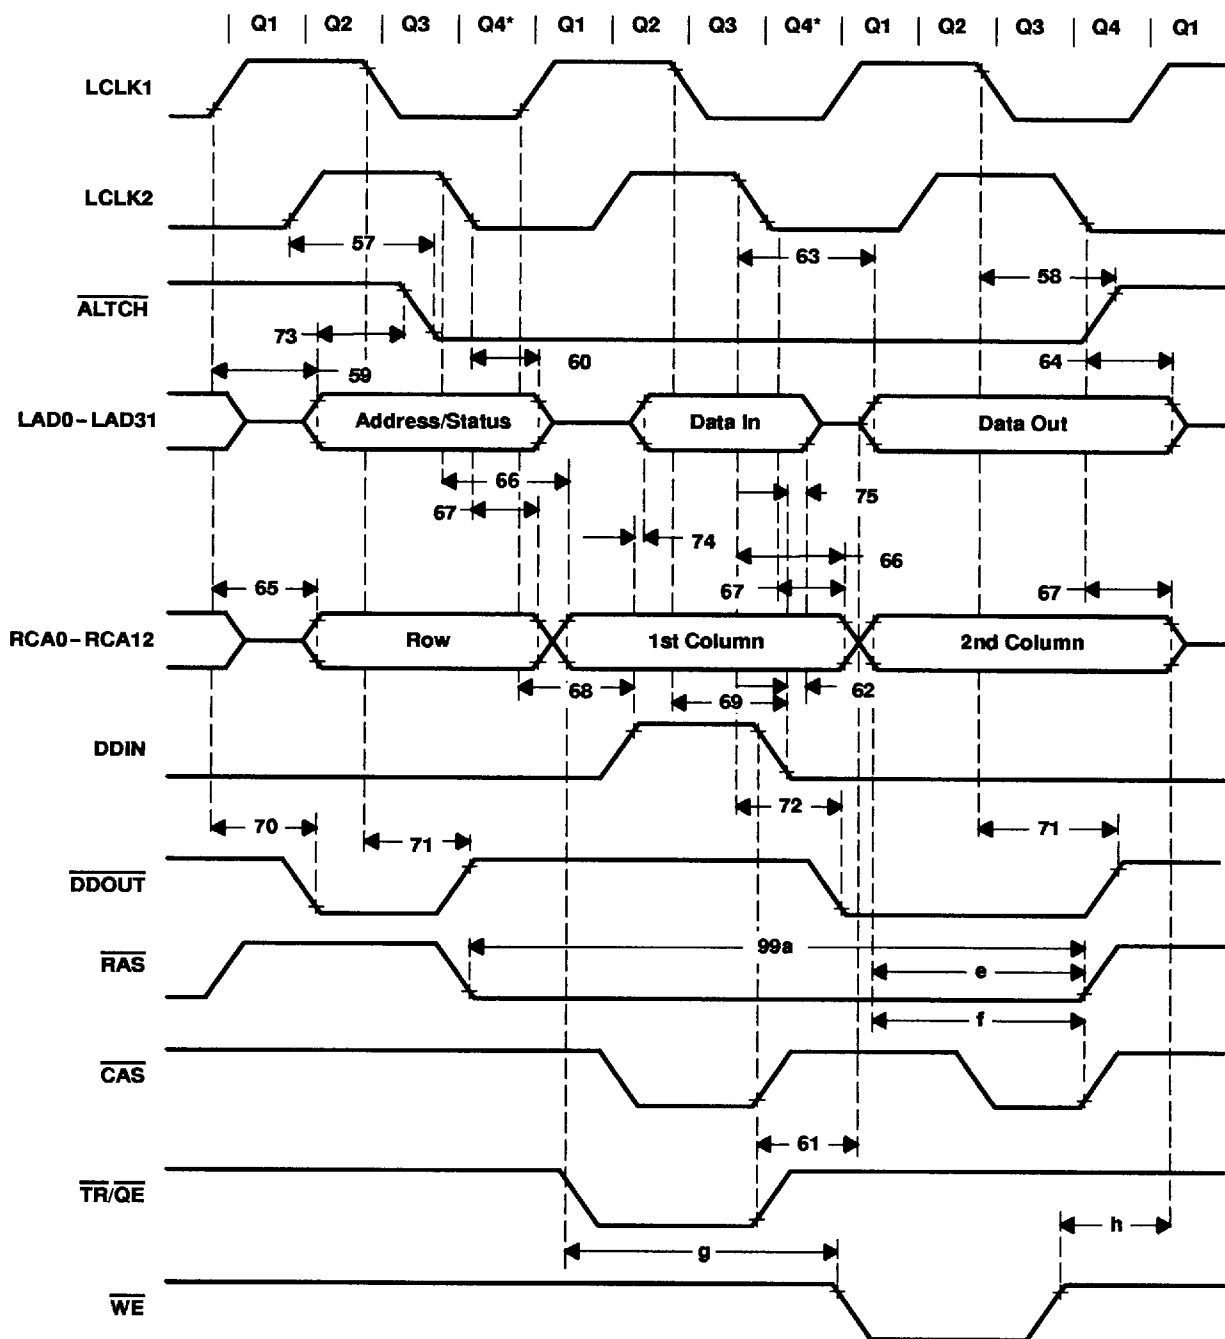 Q1 Q2 Q3 Q4* Q1 Q2 Q3 Q4* Q1 Q2 Q3 Q4 Q1
LCLK1
LCLK2
57 63 58
ALTCH
73 60 64
59
LAD0–LAD31 Address/Status Data In Data Out
66 75
67
74
66
65 67 67
RCA0–RCA12 Row 1st Column 2nd Column
68 62
69
DDIN
72
70 71 71
DDOUT
99a
RAS
e
f
CAS
61
TR/QE
h
g
WE